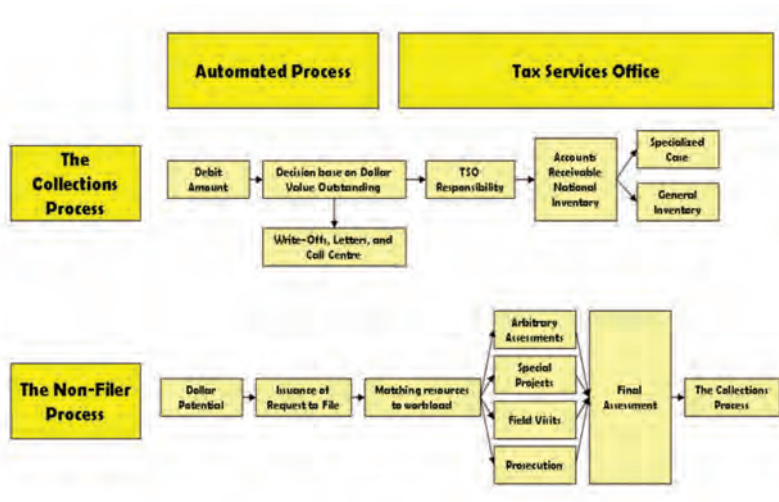 Automated Process
Tax Services Office
The
Collections
Process
Debit
Amount
Decision base on Dollar
Value Outstanding
TSO
Responsibility
Accounts
Receivable
National
Inventory
Specialized
Case
General
Inventory
Write-Offs, Letters, and
Call Centre
The Non-Filer
Process
Dollar
Potential
Issuance of
Request to File
Matching resources
to workload
Arbitrary
Assessments
Special
Projects
Field Visits
Prosecution
Final
Assessment
The Collections
Process